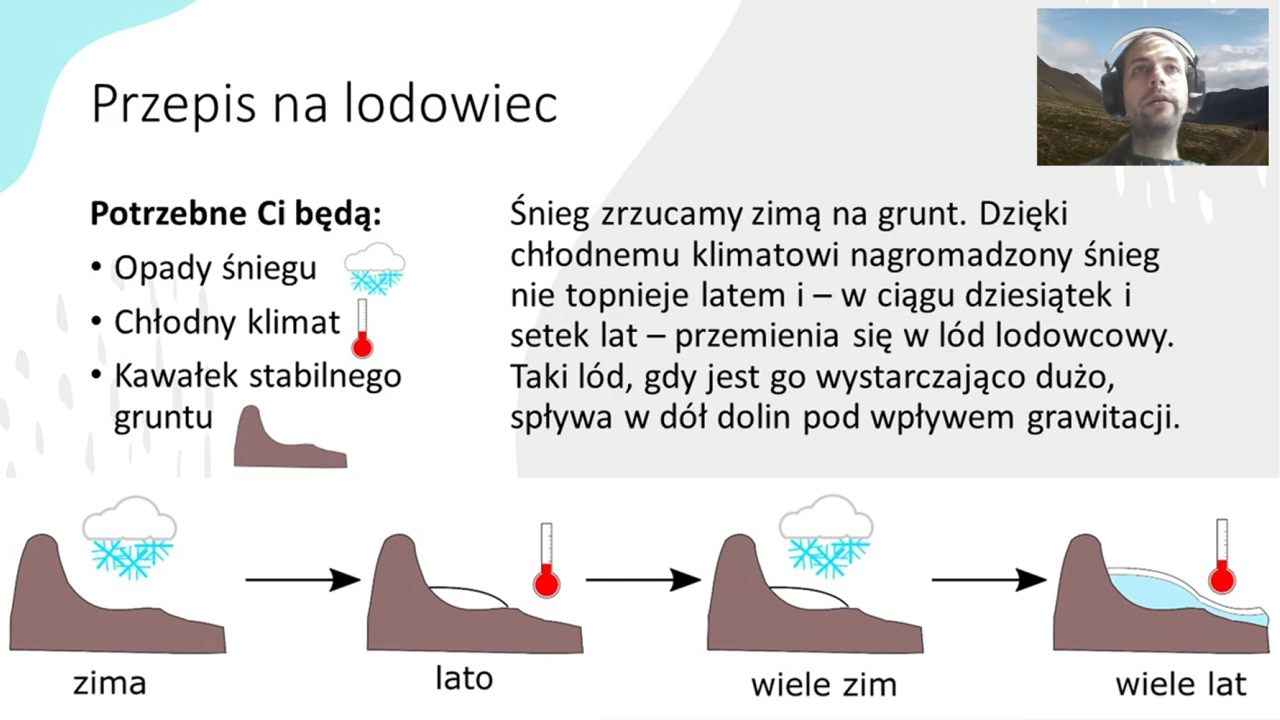 Przepis na lodowiec
Potrzebne Ci będą:
• Opady śniegu
• Chłodny klimat
• Kawałek stabilnego
gruntu
Śnieg zrzucamy zimą na grunt. Dzięki
chłodnemu klimatowi nagromadzony śnieg
nie topnieje latem i – w ciągu dziesiątek i
setek lat – przemienia się w lód lodowcowy.
Taki lód, gdy jest go wystarczająco dużo,
spływa w dół dolin pod wpływem grawitacji.
zima
lato
wiele zim
wiele lat